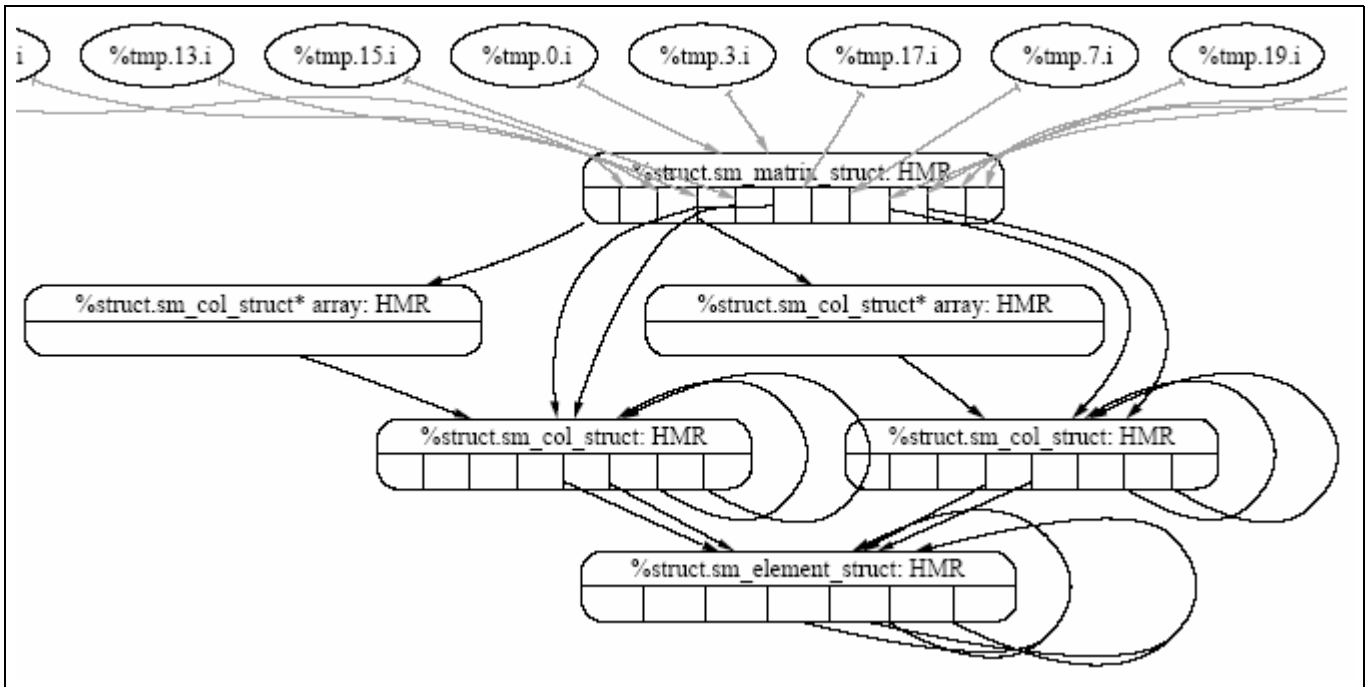 i
%tmp.13.i
%tmp.15.i
%tmp.0.i
%tmp.3.i
%tmp.17.i
%tmp.7.i
%tmp.19.i
%struct.sm_matrix_struct: HMR
%struct.sm_col_struct* array: HMR
%struct.sm_col_struct* array: HMR
%struct.sm_col_struct: HMR
%struct.sm_col_struct: HMR
%struct.sm_element_struct: HMR